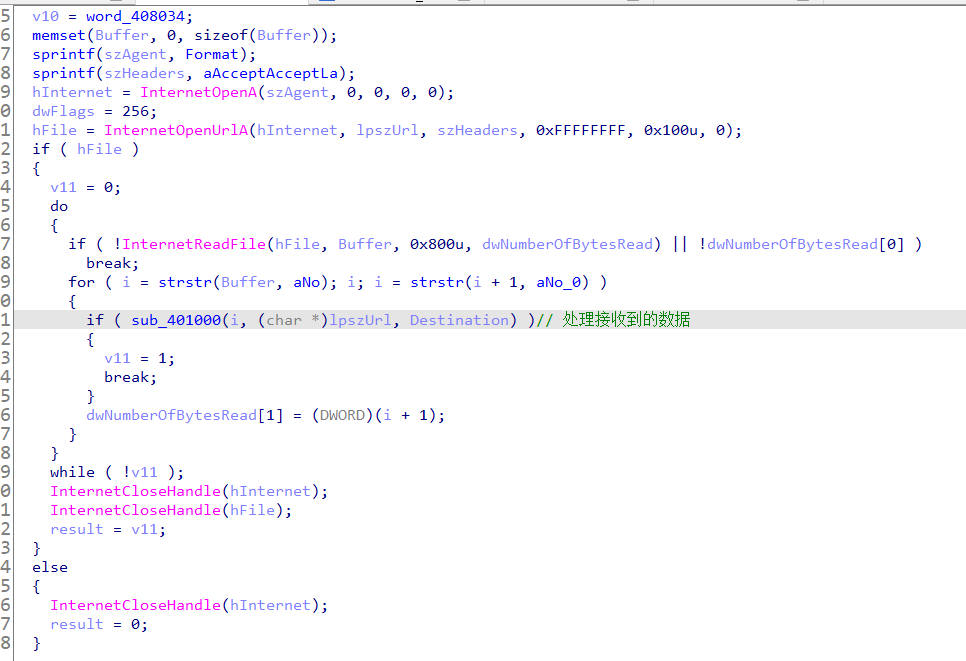 5 v10 = word_408034;
6 memset(Buffer, 0, sizeof(Buffer));
7 sprintf(szAgent, Format);
8 sprintf(szHeaders, aAcceptAcceptLa);
9 hInternet = InternetOpenA(szAgent, 0, 0, 0, 0);
0 dwFlags = 256;
1 hFile = InternetOpenUrlA(hInternet, lpszUrl, szHeaders, 0xFFFFFFFF, 0x100u, 0);
2 if ( hFile )
3 {
4 v11 = 0;
5 do
6 {
7 if ( !InternetReadFile(hFile, Buffer, 0x800u, dwNumberOfBytesRead) || !dwNumberOfBytesRead[0] )
8 break;
9 for ( i = strstr(Buffer, aNo); i; i = strstr(i + 1, aNo_0) )
0 {
1 if ( sub_401000(i, (char *)lpszUrl, Destination) )// 处理接收到的数据
2 {
3 v11 = 1;
4 break;
5 }
6 dwNumberOfBytesRead[1] = (DWORD)(i + 1);
7 }
8 }
9 while ( !v11 );
0 InternetCloseHandle(hInternet);
1 InternetCloseHandle(hFile);
2 result = v11;
3 }
4 else
5 {
6 InternetCloseHandle(hInternet);
7 result = 0;
8 }